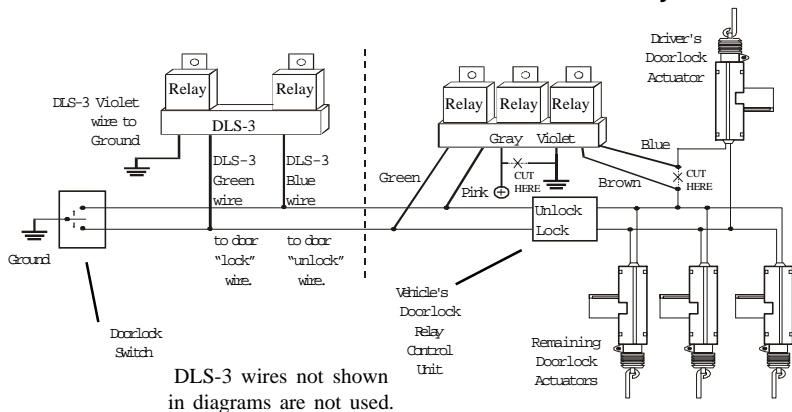 Driver's
Doorlock
Actuator
Relay Relay
Relay Relay Relay
DLS-3 Violet
wire to
Ground
DLS-3
Gray Violet
DLS-3
Green
wire
DLS-3
Blue
wire
Green
Pink
CUT
HERE
Blue
Brown
CUT
HERE
Unlock
Lock
Ground
to door
"lock"
wire.
to door
"unlock"
wire.
Vehicle's
Doorlock
Relay
Control
Unit
Doorlock
Switch
Remaining
Doorlock
Actuators
DLS-3 wires not shown
in diagrams are not used.